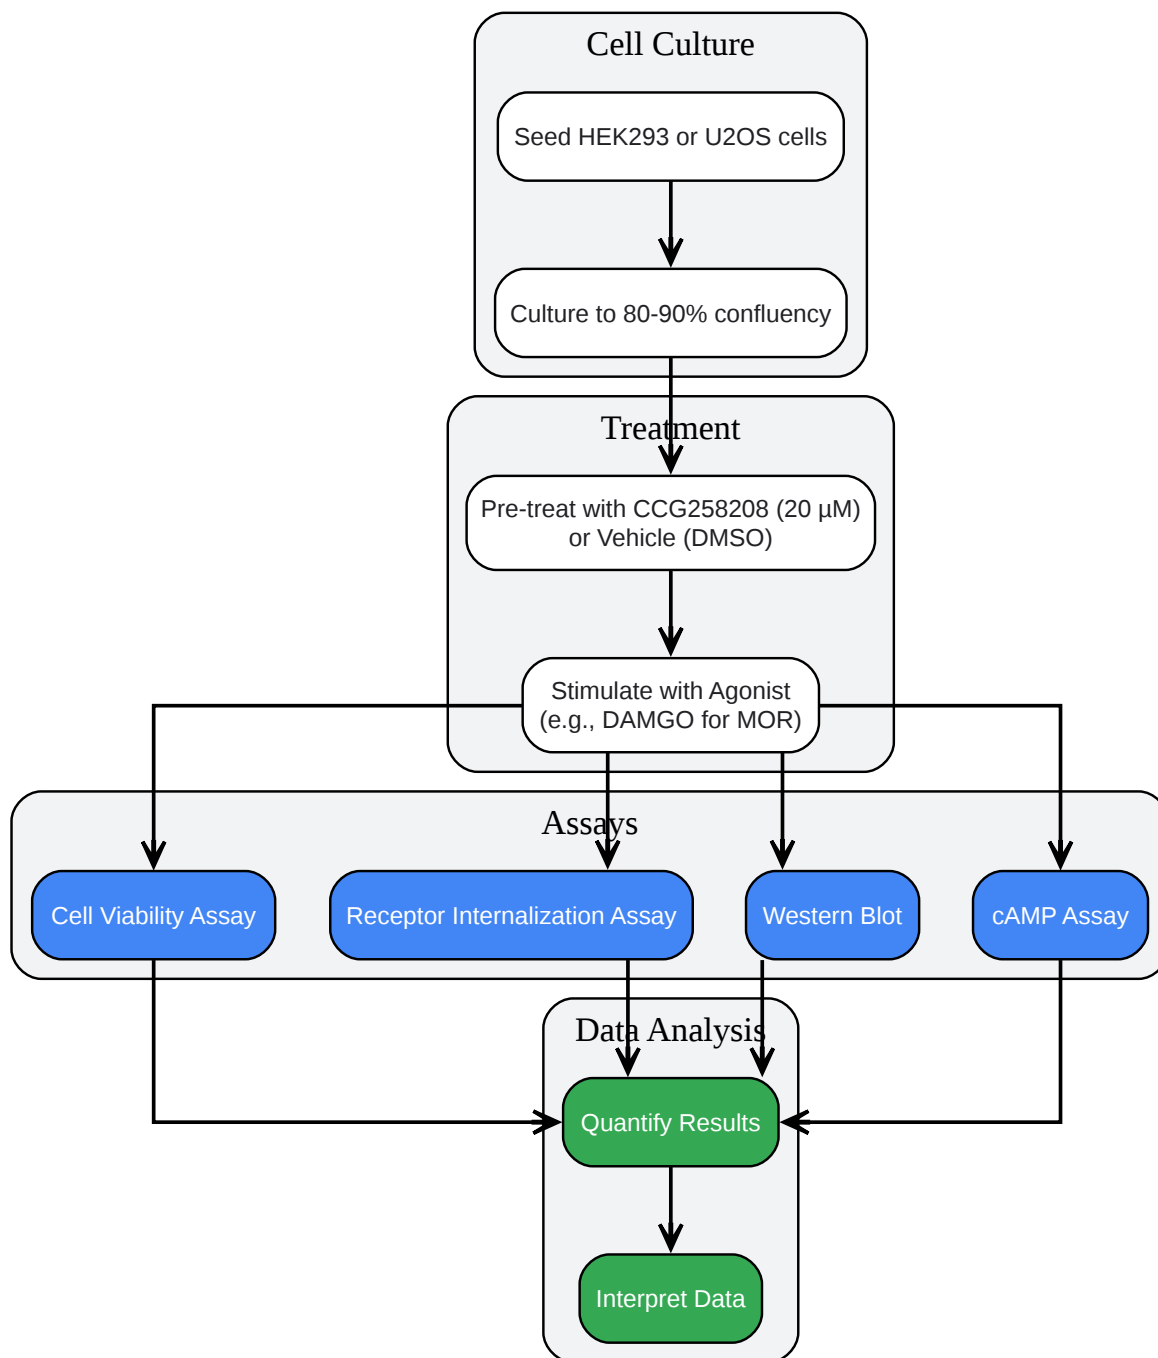 Cell Culture
Seed HEK293 or U2OS cells
Culture to 80-90% confluency
Treatment
Pre-treat with CCG258208 (20 µM)
or Vehicle (DMSO)
Stimulate with Agonist
(e.g., DAMGO for MOR)
Assays
Cell Viability Assay
Receptor Internalization Assay
Western Blot
cAMP Assay
Data Analysis
Quantify Results
Interpret Data